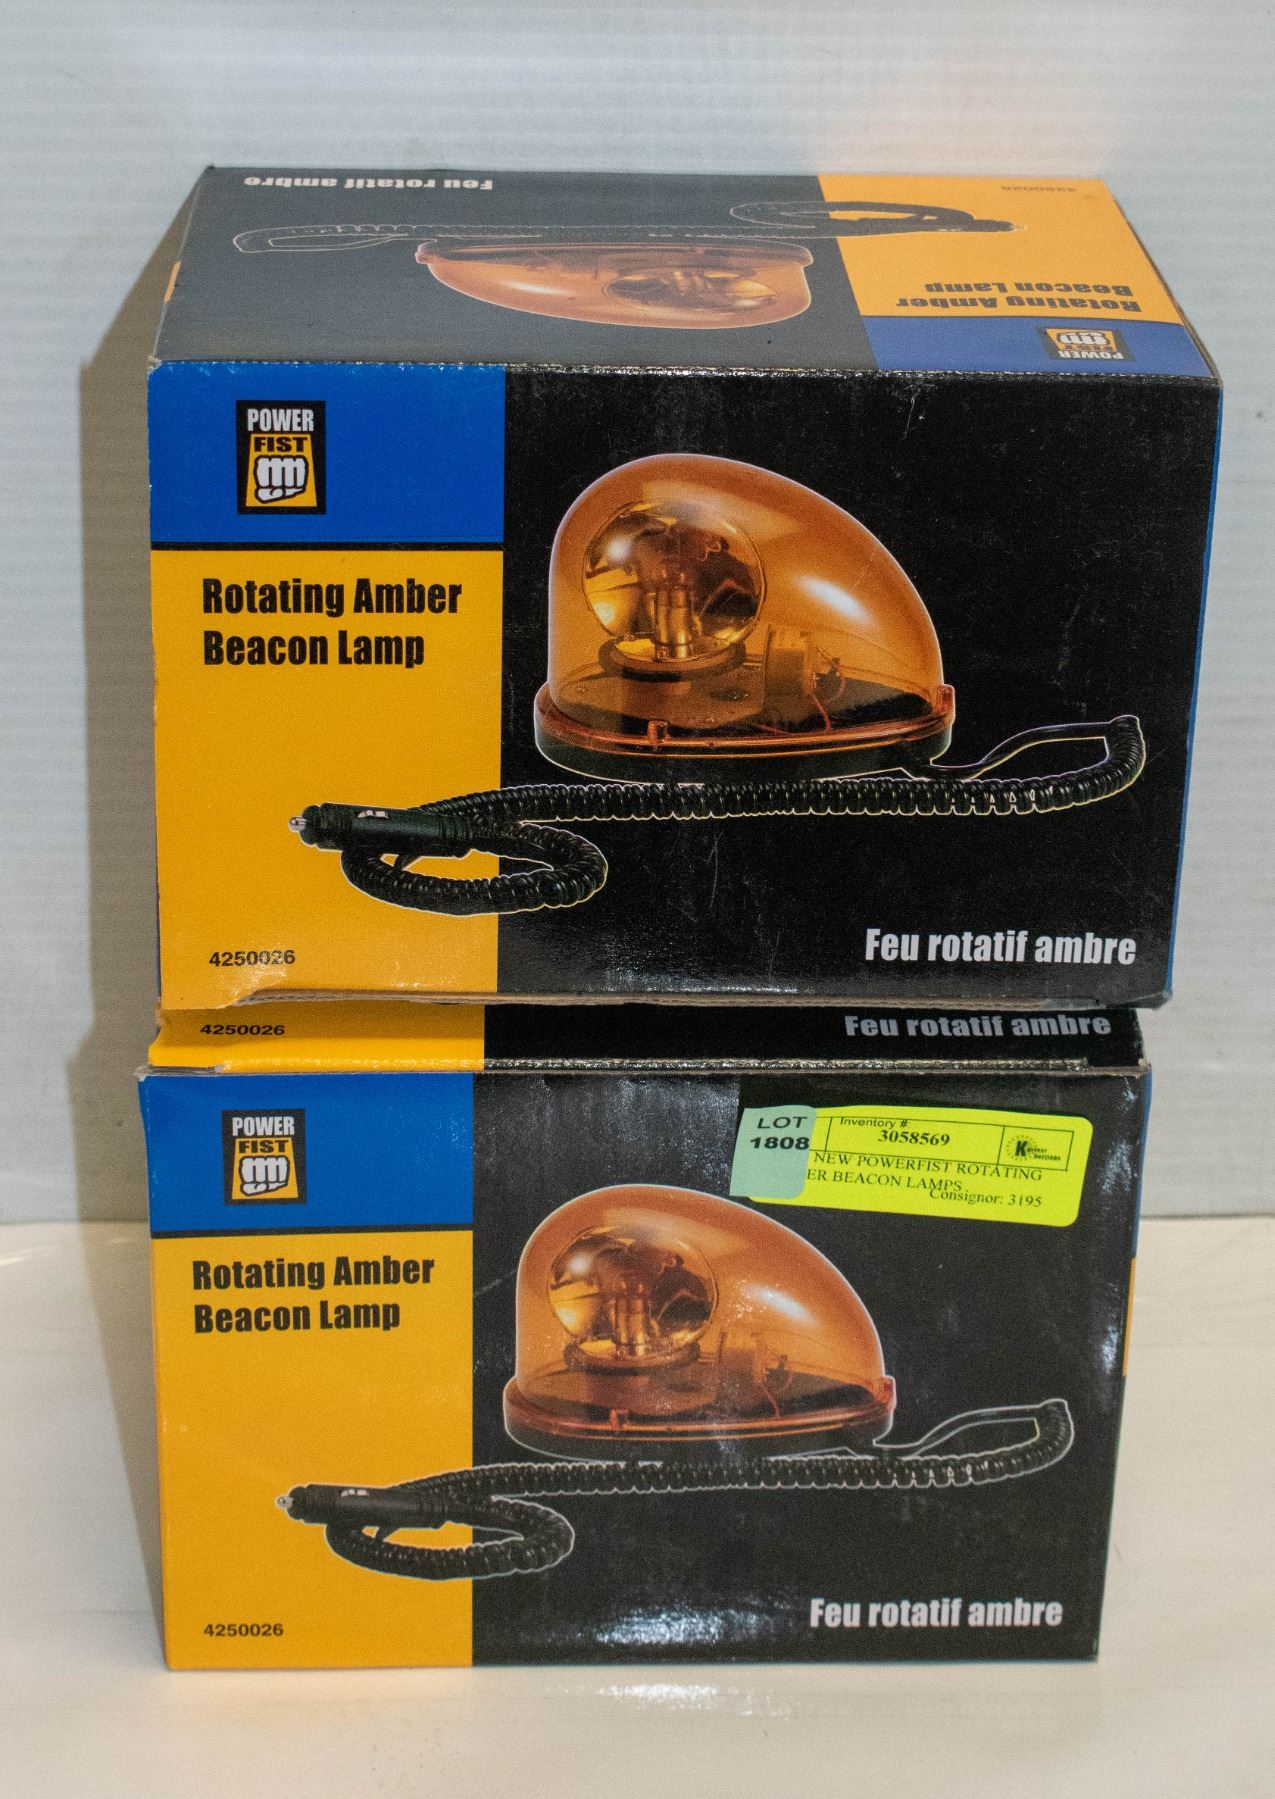 Feu rotatif ambre
4250026
Rotating Amber
Beacon Lamp
POWER
FIST
POWER
FIST
Rotating Amber
Beacon Lamp
4250026
Feu rotatif ambre
4250026
Feu rotatif ambre
POWER
FIST
LOT
1808
Inventory #
3058569
NEW POWERFIST ROTATING
ER BEACON LAMPS
Consignor: 3195
Rotating Amber
Beacon Lamp
4250026
Feu rotatif ambre